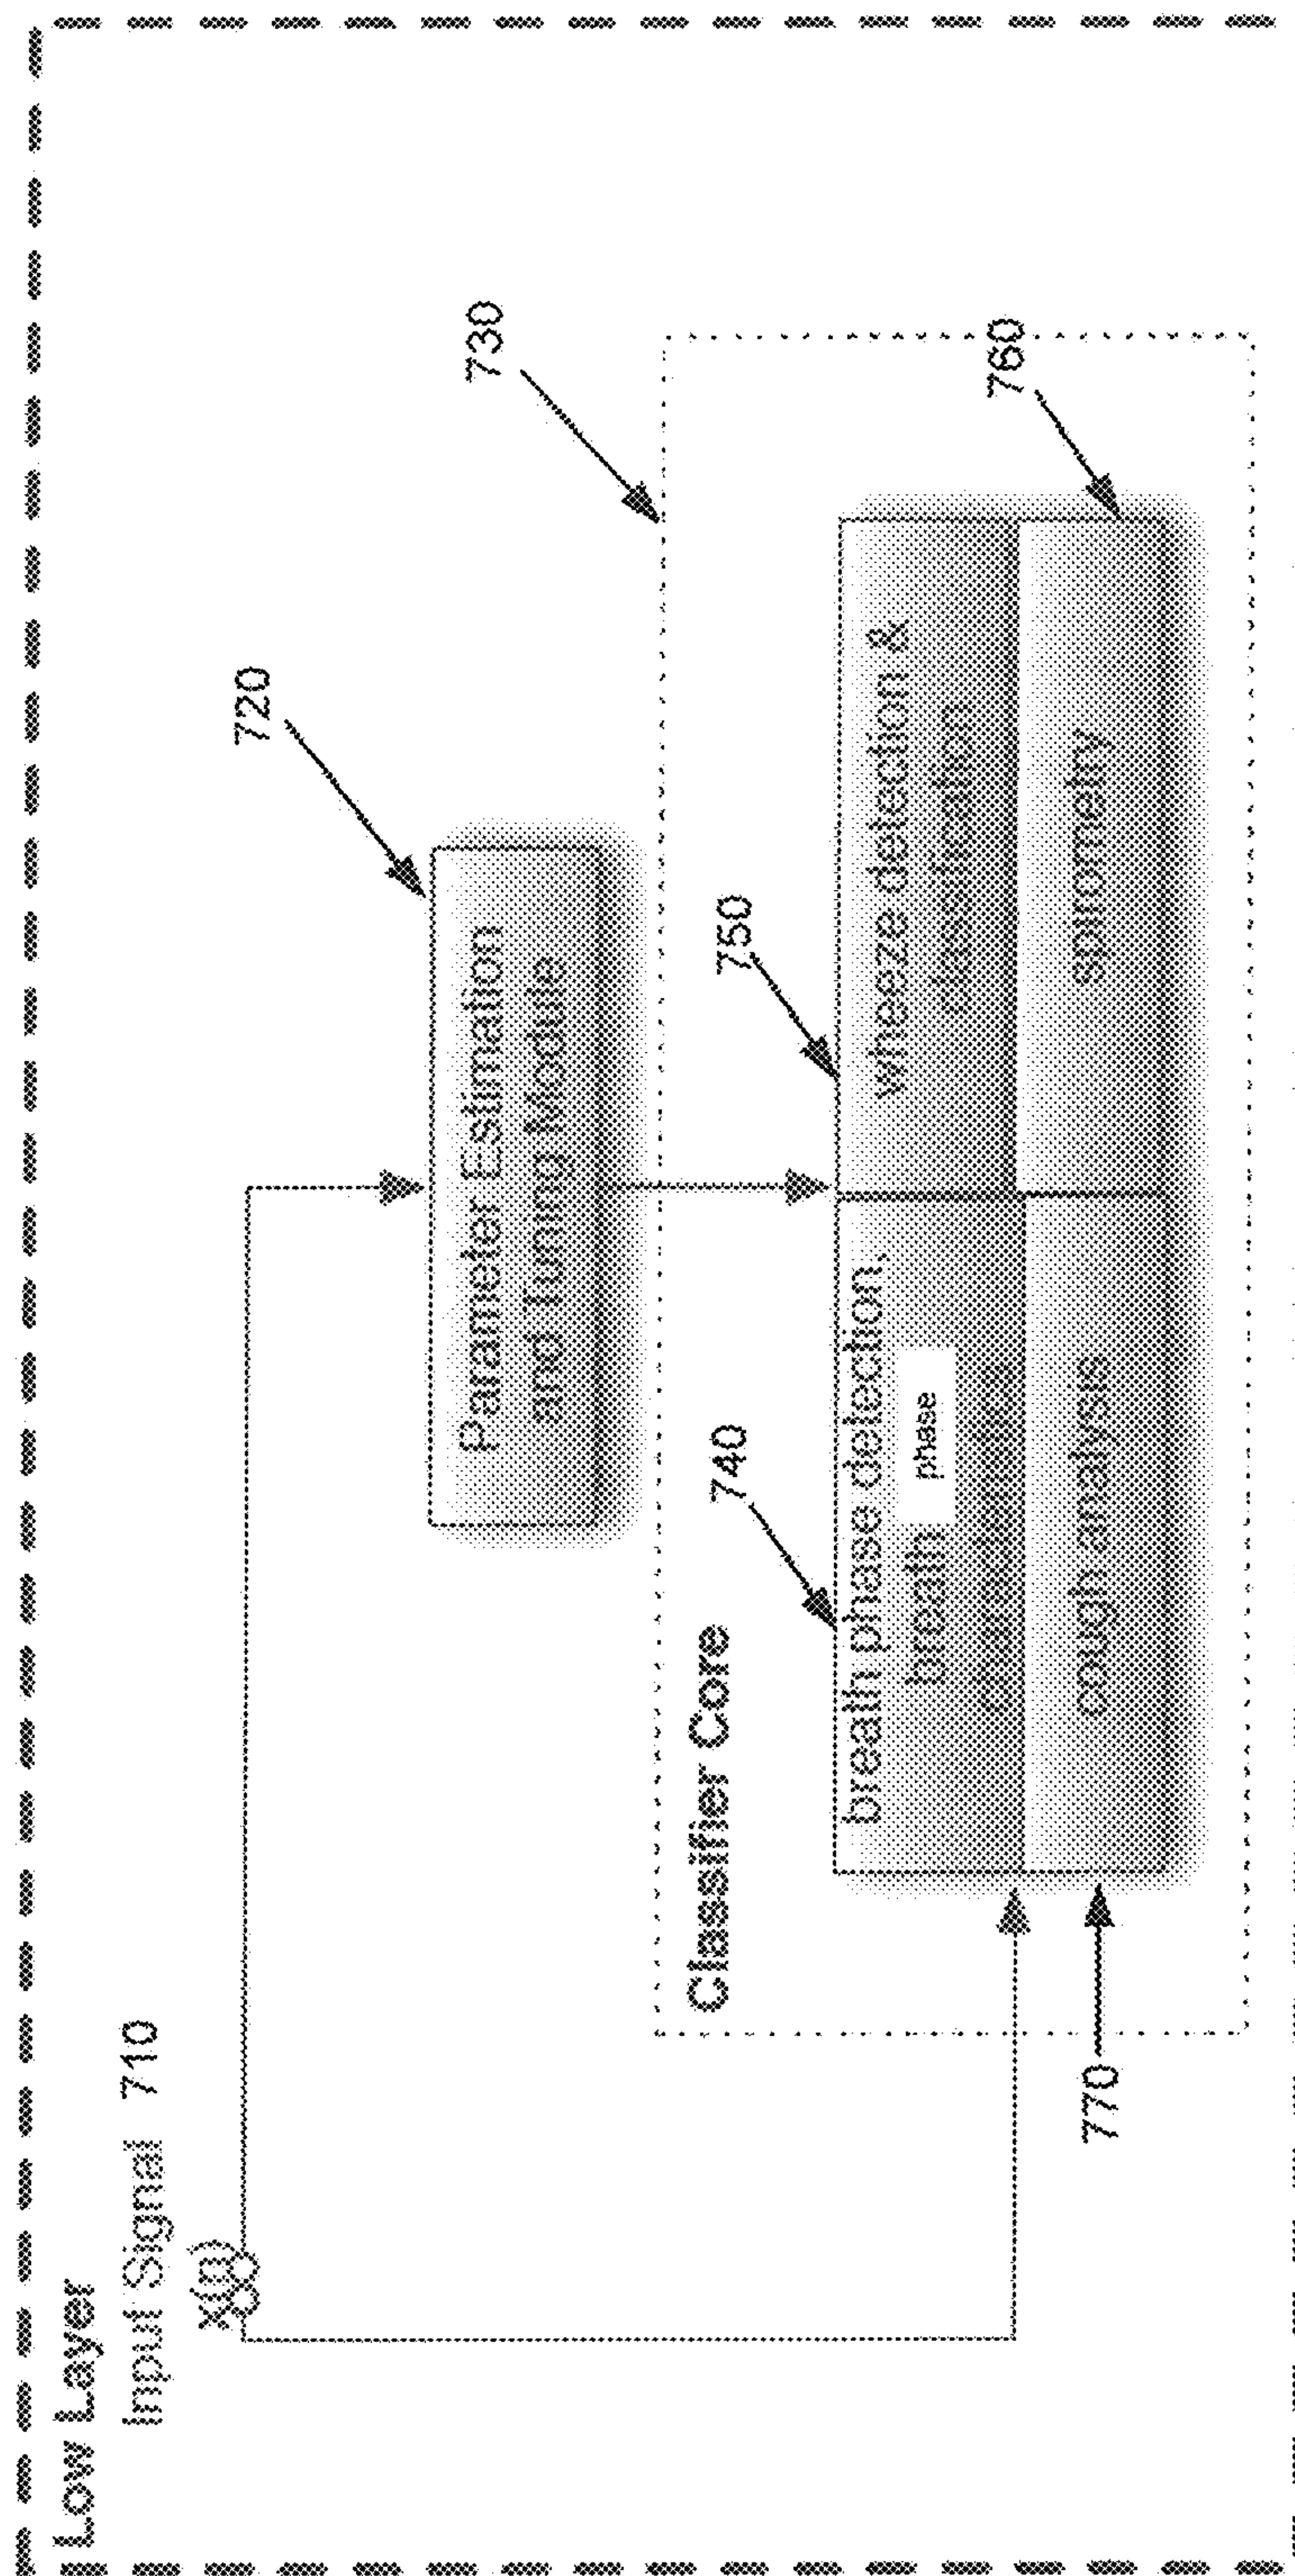 Low Layer
Input Signal 710
x(n)
720
Parameter Estimation
and Tuning Module
730
Classifier Core
740
breath phase detection,
breath phase
750
wheeze detection &
classification
cough analysis
spirometry
760
770